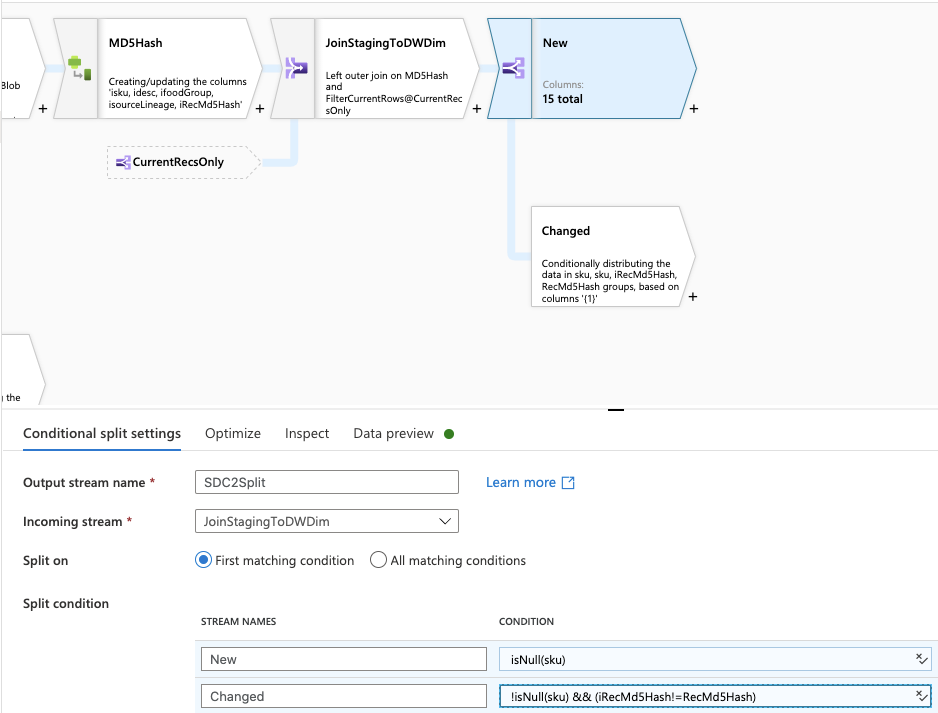 Blob
+
MD5Hash
Creating/updating the columns
'isku, idesc, ifoodGroup,
isourceLineage, iRecMd5Hash'
+
JoinStagingToDWDim
Left outer join on MD5Hash
and
FilterCurrentRows@CurrentRec
sOnly
+
New
Columns:
15 total
+
CurrentRecsOnly
Changed
Conditionally distributing the
data in sku, sku, iRecMd5Hash,
RecMd5Hash groups, based on
columns '{1}'
+
the
Conditional split settings
Optimize
Inspect
Data preview
Output stream name *
SDC2Split
Learn more
Incoming stream *
JoinStagingToDWDim
Split on
First matching condition
All matching conditions
Split condition
STREAM NAMES
CONDITION
New
isNull(sku)
Changed
!isNull(sku) && (iRecMd5Hash!=RecMd5Hash)